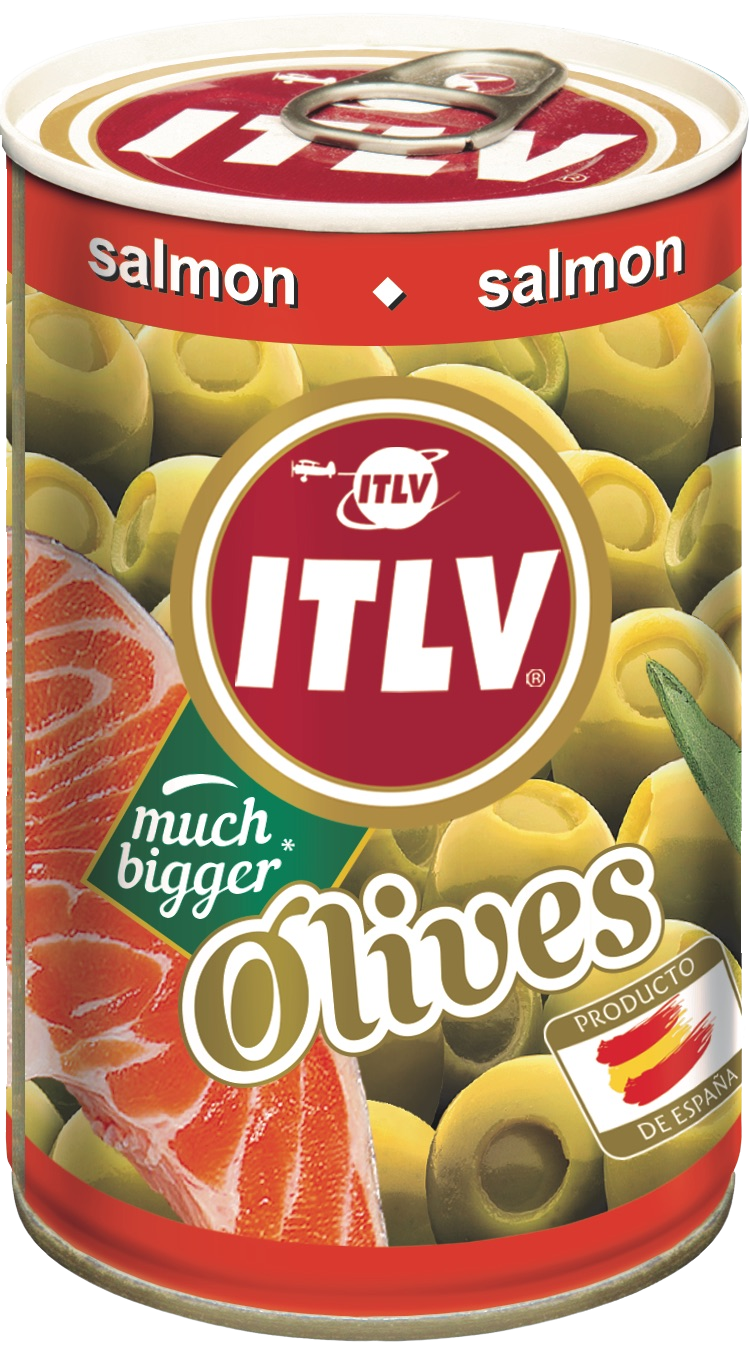 ITLV
®
salmon ◆ salmon
ITLV
ITLV®
much
bigger*
Olives
PRODUCTO
DE ESPAÑA